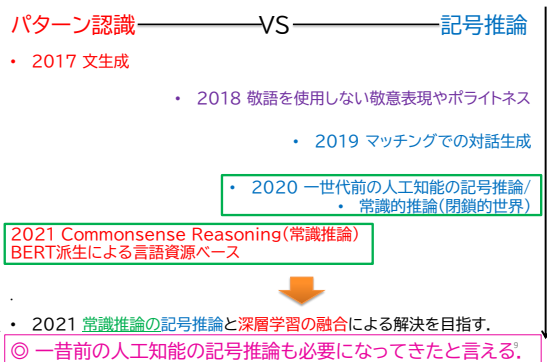 パターン認識 VS 記号推論
• 2017 文生成
• 2018 敬語を使用しない敬意表現やポライトネス
• 2019 マッチングでの対話生成
• 2020 一世代前の人工知能の記号推論/
• 常識的推論(閉鎖的世界)
2021 Commonsense Reasoning(常識推論)
BERT派生による言語資源ベース
.
• 2021 常識推論の記号推論と深層学習の融合による解決を目指す.
◎ 一昔前の人工知能の記号推論も必要になってきたと言える.
9